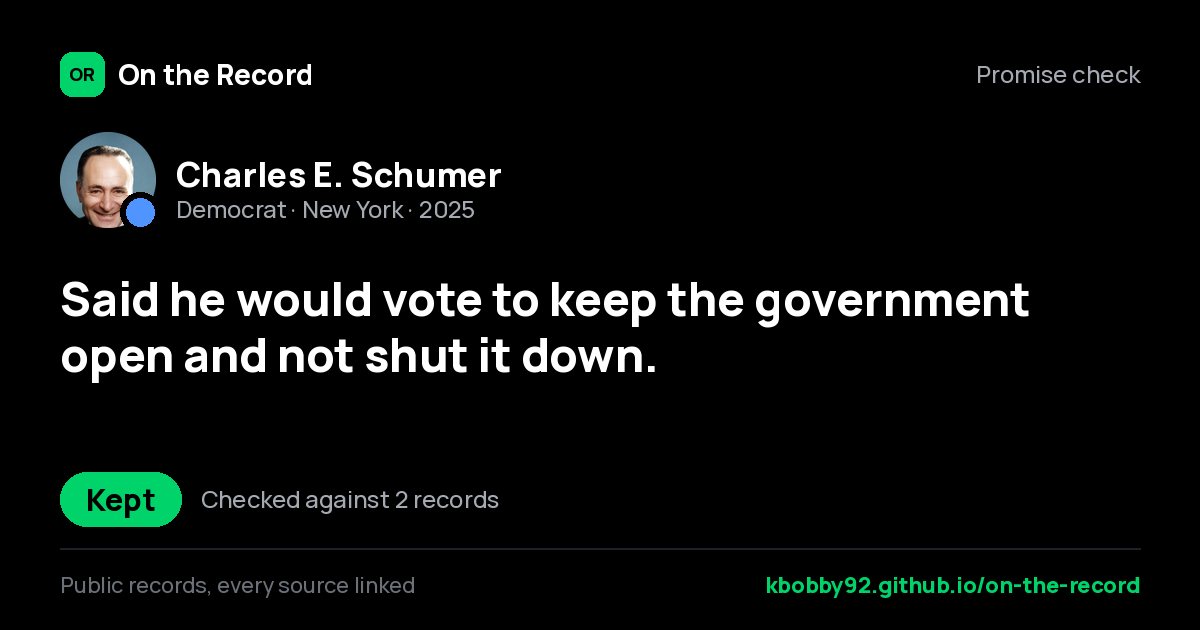 OR On the Record
Promise check
Charles E. Schumer
Democrat · New York · 2025
Said he would vote to keep the government
open and not shut it down.
Kept Checked against 2 records
Public records, every source linked
kbobby92.github.io/on-the-record